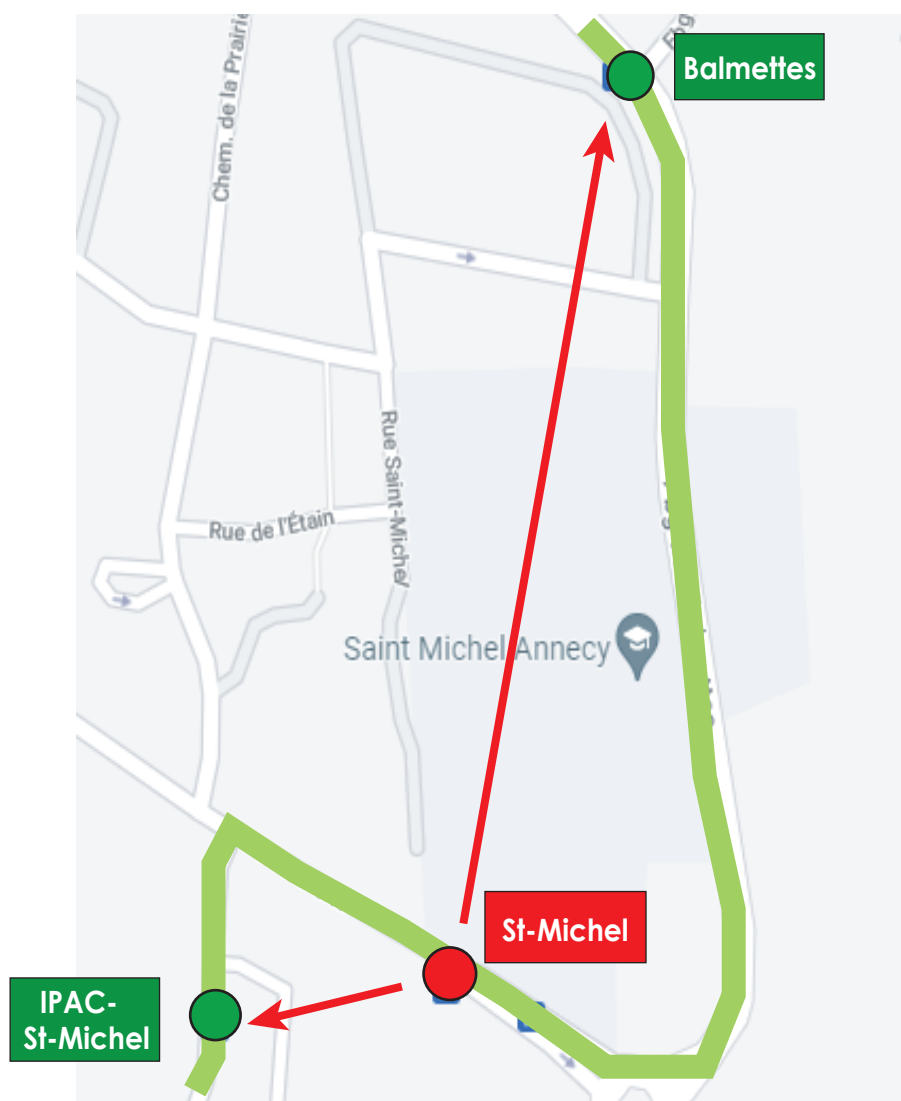 Fbg
Balmettes
Chem. de la Prairie
Rue Saint-Michel
Rue de l'Étain
Saint Michel Annecy
St-Michel
IPAC-
St-Michel